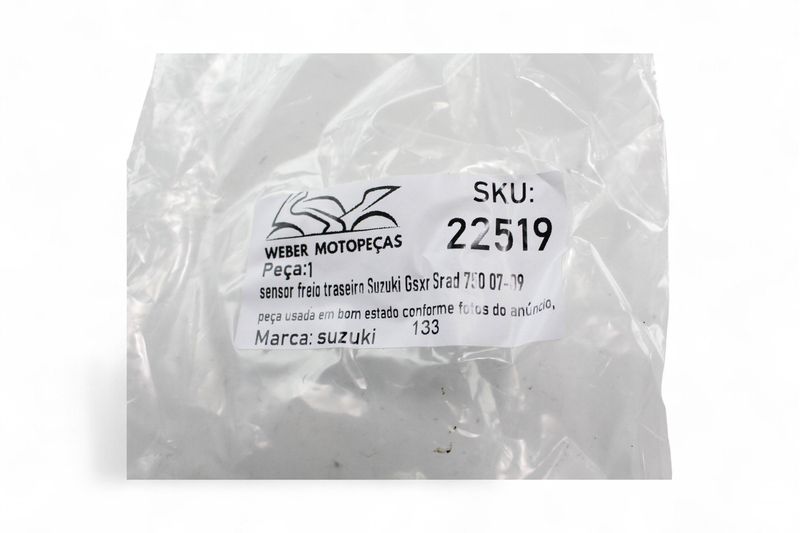 WEBER MOTOPEÇAS
SKU:
22519
Peça:1
sensor freio traseiro Suzuki Gsxr Srad 750 07-09
peça usada em bom estado conforme fotos do anúncio,
Marca: suzuki 133